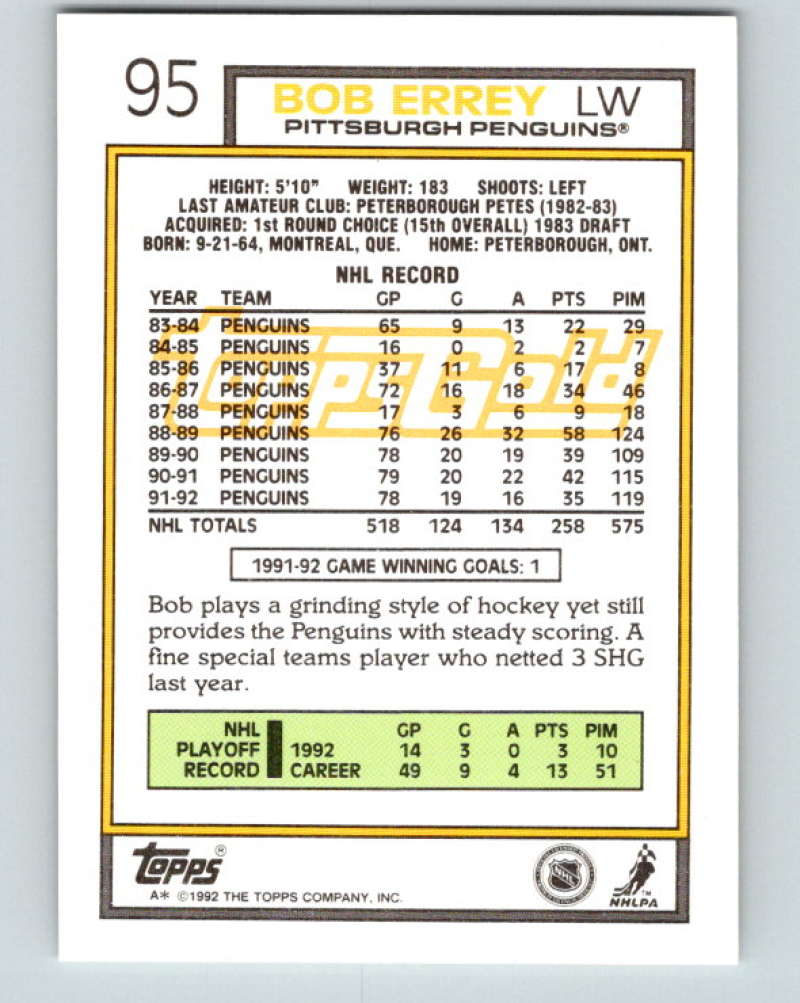 95
BOB ERREY LW
PITTSBURGH PENGUINS®
HEIGHT: 5'10" WEIGHT: 183 SHOOTS: LEFT
LAST AMATEUR CLUB: PETERBOROUGH PETES (1982-83)
ACQUIRED: 1st ROUND CHOICE (15th OVERALL) 1983 DRAFT
BORN: 9-21-64, MONTREAL, QUE. HOME: PETERBOROUGH, ONT.
NHL RECORD
YEAR TEAM GP G A PTS PIM
83-84 PENGUINS 65 9 13 22 29
84-85 PENGUINS 16 0 2 2 7
85-86 PENGUINS 37 11 6 17 8
86-87 PENGUINS 72 16 18 34 46
87-88 PENGUINS 17 3 6 9 18
88-89 PENGUINS 76 26 32 58 124
89-90 PENGUINS 78 20 19 39 109
90-91 PENGUINS 79 20 22 42 115
91-92 PENGUINS 78 19 16 35 119
ToppsGold
NHL TOTALS 518 124 134 258 575
1991-92 GAME WINNING GOALS: 1
Bob plays a grinding style of hockey yet still
provides the Penguins with steady scoring. A
fine special teams player who netted 3 SHG
last year.
NHL GP G A PTS PIM
PLAYOFF 1992 14 3 0 3 10
RECORD CAREER 49 9 4 13 51
TOPPS®
A* ©1992 THE TOPPS COMPANY, INC.
NHL
™
NHLPA